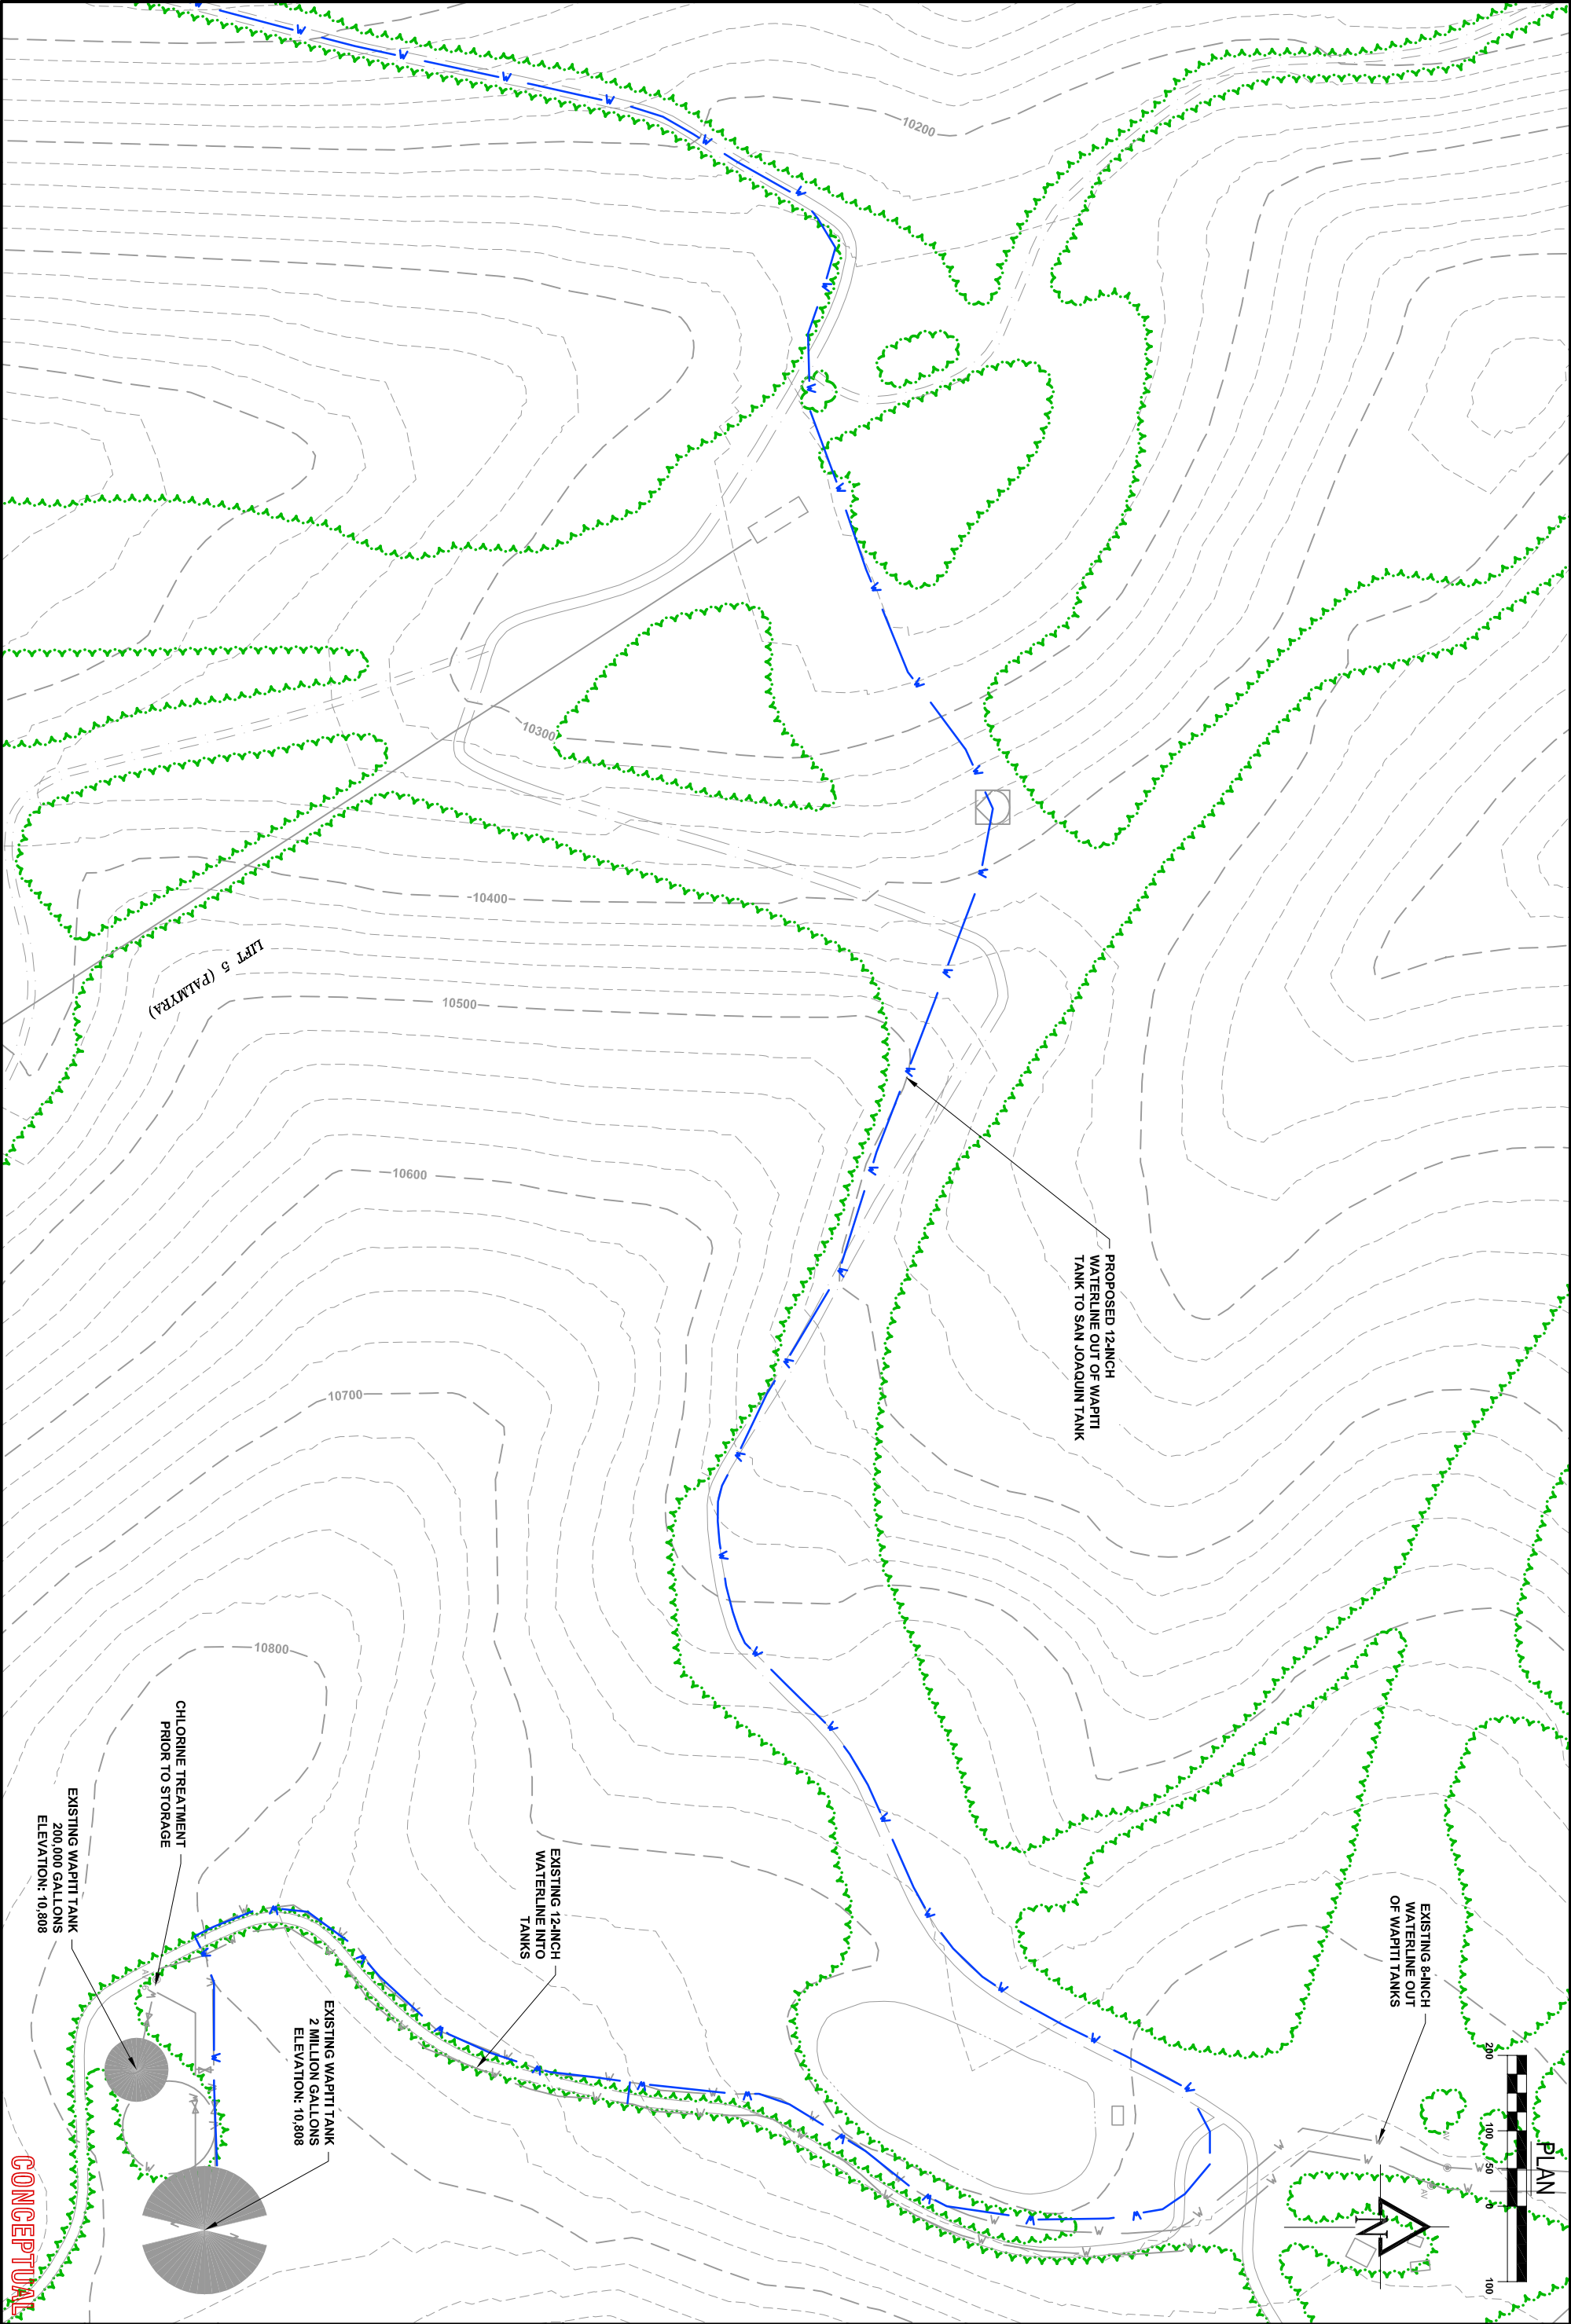 10200
10300
10400
LIFT 5 (PALMYRA)
10500
10600
10700
10800
PROPOSED 12-INCH
WATERLINE OUT OF WAPITI
TANK TO SAN JOAQUIN TANK
CHLORINE TREATMENT
PRIOR TO STORAGE
EXISTING WAPITI TANK
200,000 GALLONS
ELEVATION: 10,808
EXISTING 12-INCH
WATERLINE INTO
TANKS
EXISTING WAPITI TANK
2 MILLION GALLONS
ELEVATION: 10,808
EXISTING 8-INCH
WATERLINE OUT
OF WAPITI TANKS
PLAN
200
100
50
0
100
N
CONCEPTUAL